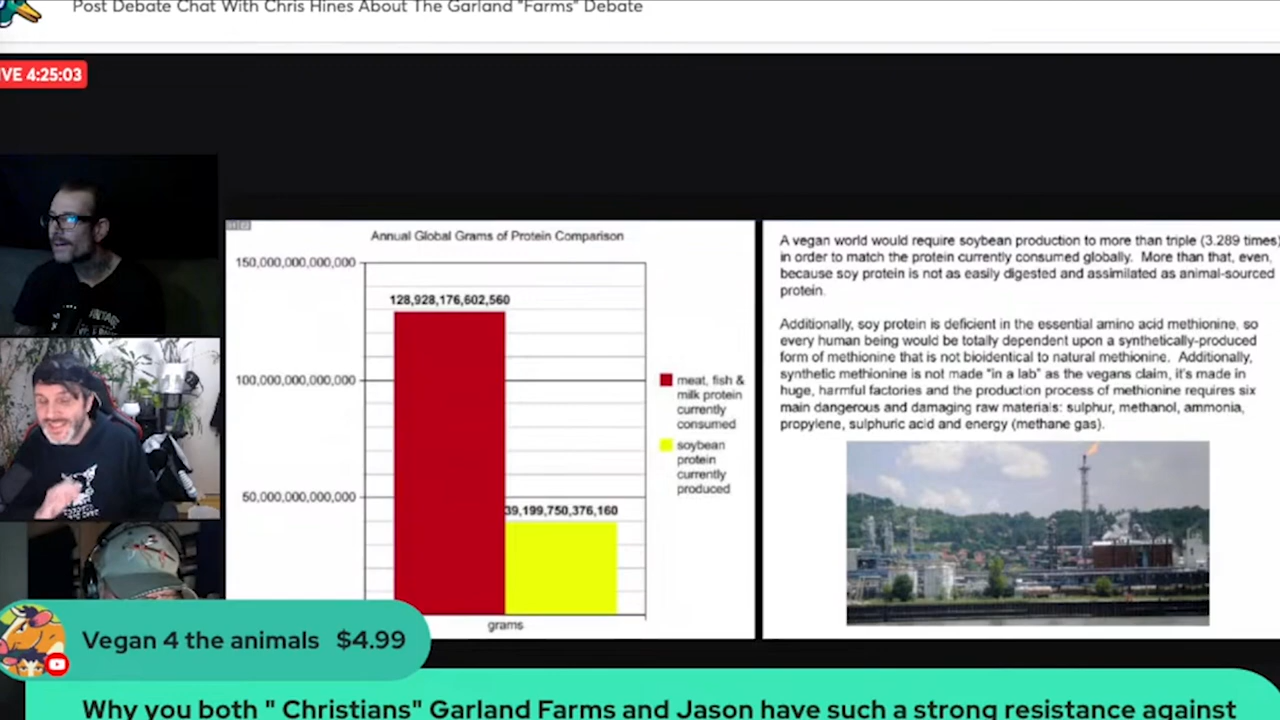 Post Debate Chat With Chris Hines About The Garland "Farms" Debate
IVE 4:25:03
Annual Global Grams of Protein Comparison
150,000,000,000,000
128,928,176,602,560
100,000,000,000,000
50,000,000,000,000
39,199,750,376,160
grams
meat, fish &
milk protein
currently
consumed
soybean
protein
currently
produced
A vegan world would require soybean production to more than triple (3.289 times)
in order to match the protein currently consumed globally. More than that, even,
because soy protein is not as easily digested and assimilated as animal-sourced
protein.
Additionally, soy protein is deficient in the essential amino acid methionine, so
every human being would be totally dependent upon a synthetically-produced
form of methionine that is not bioidentical to natural methionine. Additionally,
synthetic methionine is not made "in a lab" as the vegans claim, it's made in
huge, harmful factories and the production process of methionine requires six
main dangerous and damaging raw materials: sulphur, methanol, ammonia,
propylene, sulphuric acid and energy (methane gas).
Vegan 4 the animals $4.99
Why you both " Christians" Garland Farms and Jason have such a strong resistance against